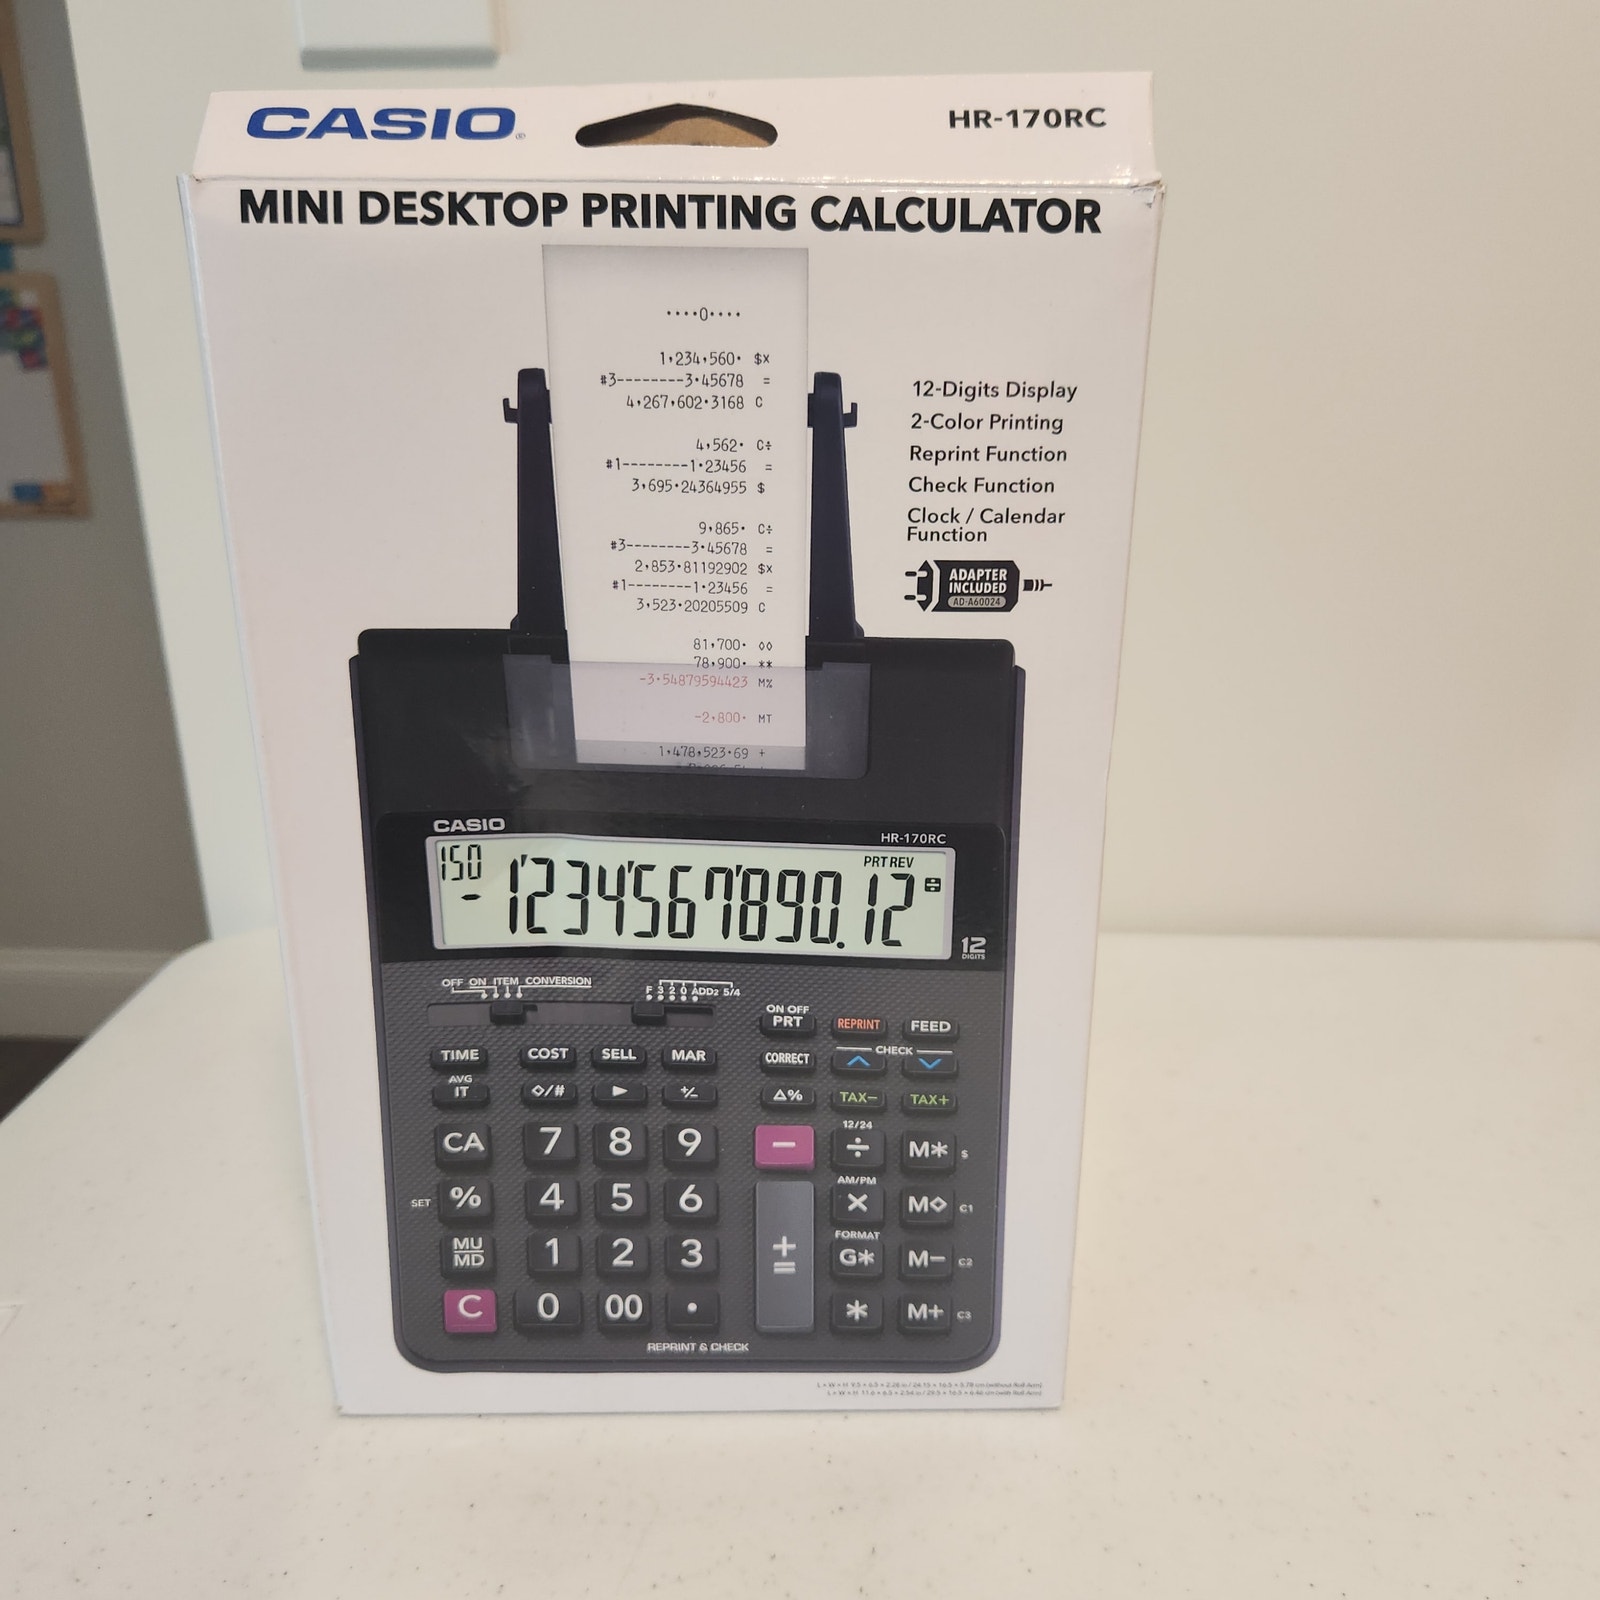 CASIO®
HR-170RC
MINI DESKTOP PRINTING CALCULATOR
····0····
1,234,560· $x
#3--------3·45678 =
4,267,602·3168 C
4,562· C÷
#1--------1·23456 =
3,695·24364955 $
9,865· C÷
#3--------3·45678 =
2,853·81192902 $x
#1--------1·23456 =
3,523·20205509 C
81,700· ◊◊
78,900· **
-3·54879594423 M%
-2,800· MT
1,478,523·69 +
12-Digits Display
2-Color Printing
Reprint Function
Check Function
Clock / Calendar
Function
ADAPTER
INCLUDED
AD-A60024
CASIO
HR-170RC
150
PRT REV
-1'234'567'890.12
12
DIGITS
OFF ON ITEM CONVERSION
F 3 2 0 ADD2 5/4
ON OFF
PRT REPRINT FEED
CHECK
TIME COST SELL MAR CORRECT
AVG
IT ◇/# ▶ +/- Δ% TAX- TAX+
12/24
CA 7 8 9 - ÷ M* $
AM/PM
SET % 4 5 6 × M◇ C1
FORMAT
MU
MD 1 2 3 + = G* M- C2
C 0 00 · * M+ C3
REPRINT & CHECK